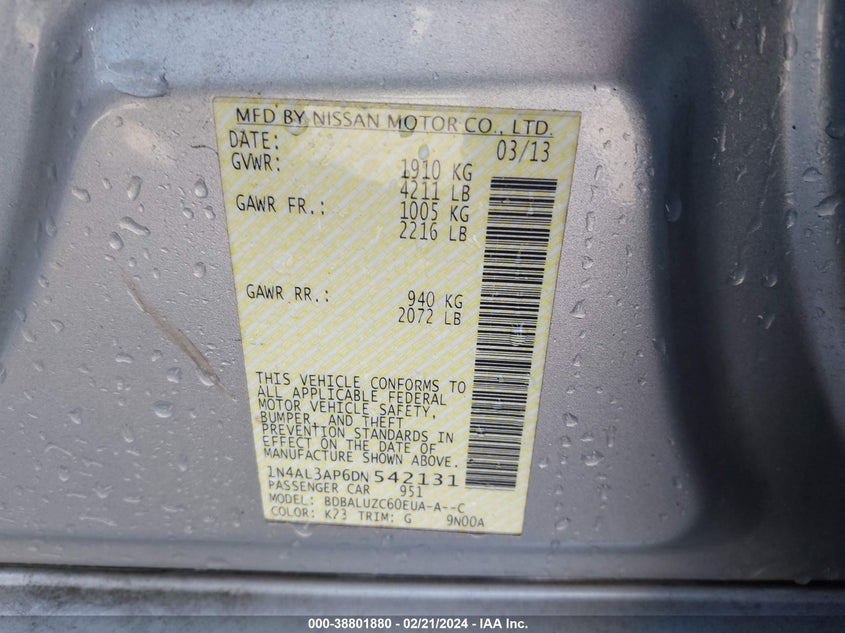 MFD BY NISSAN MOTOR CO., LTD.
DATE: 03/13
GVWR: 1910 KG
4211 LB
GAWR FR.: 1005 KG
2216 LB
GAWR RR.: 940 KG
2072 LB
THIS VEHICLE CONFORMS TO
ALL APPLICABLE FEDERAL
MOTOR VEHICLE SAFETY,
BUMPER, AND THEFT
PREVENTION STANDARDS IN
EFFECT ON THE DATE OF
MANUFACTURE SHOWN ABOVE.
1N4AL3AP6DN542131
PASSENGER CAR 951
MODEL: BDBALUZC60EUA-A--C
COLOR: K23 TRIM: G 9N00A
000-38801880 - 02/21/2024 - IAA Inc.